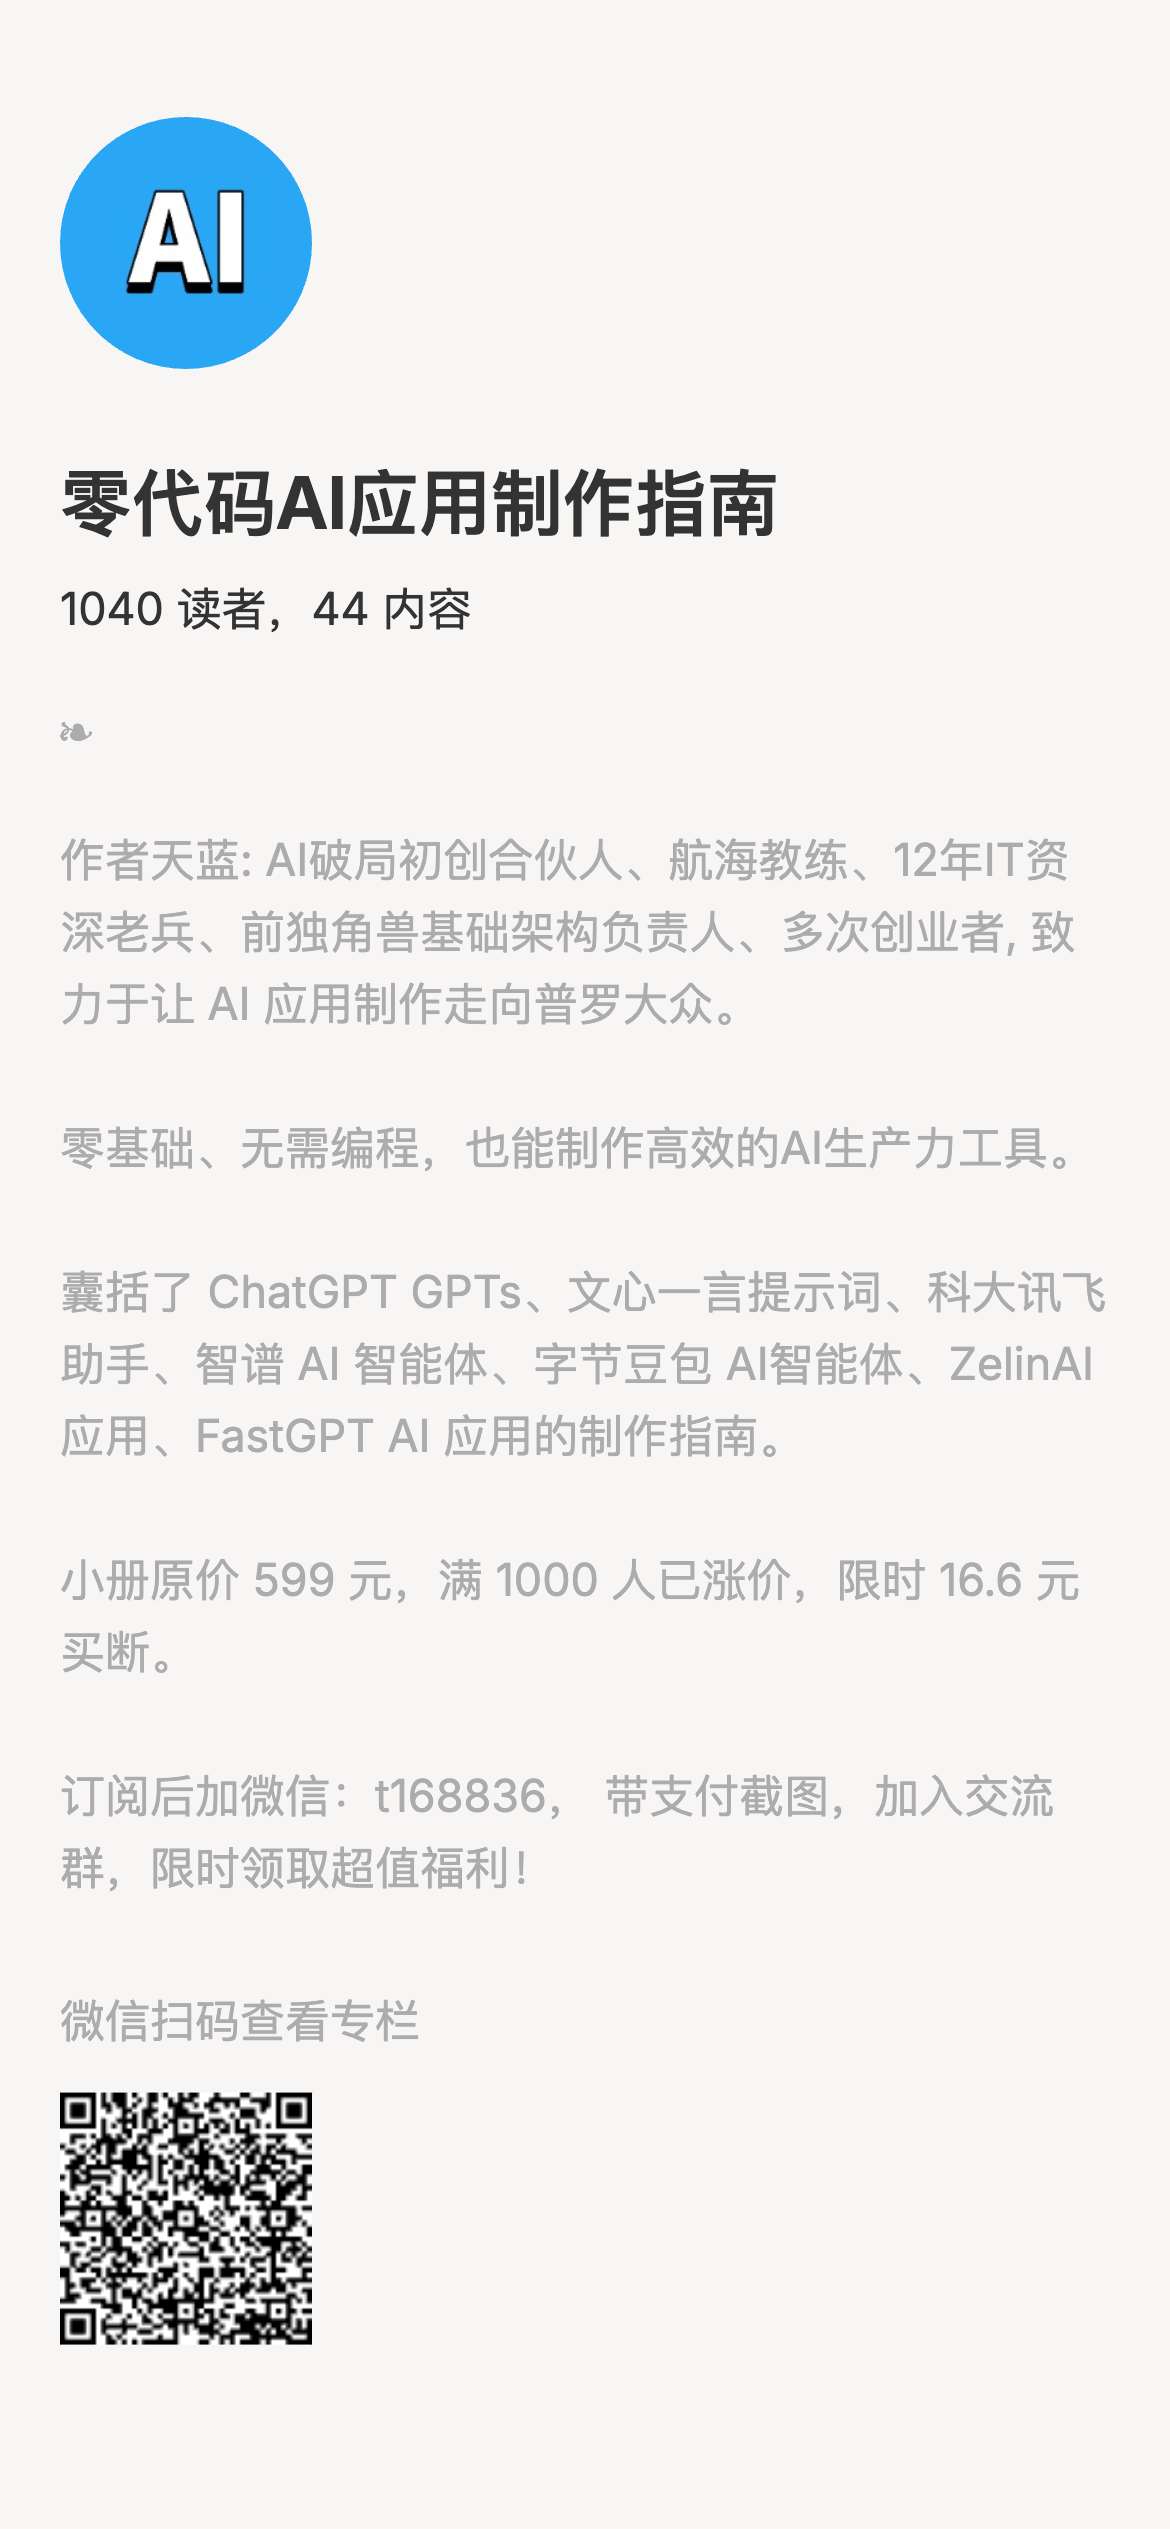 AI
零代码AI应用制作指南
1040 读者，44 内容
❧
作者天蓝: AI破局初创合伙人、航海教练、12年IT资
深老兵、前独角兽基础架构负责人、多次创业者, 致
力于让 AI 应用制作走向普罗大众。
零基础、无需编程，也能制作高效的AI生产力工具。
囊括了 ChatGPT GPTs、文心一言提示词、科大讯飞
助手、智谱 AI 智能体、字节豆包 AI智能体、ZelinAI
应用、FastGPT AI 应用的制作指南。
小册原价 599 元，满 1000 人已涨价，限时 16.6 元
买断。
订阅后加微信：t168836， 带支付截图，加入交流
群，限时领取超值福利！
微信扫码查看专栏